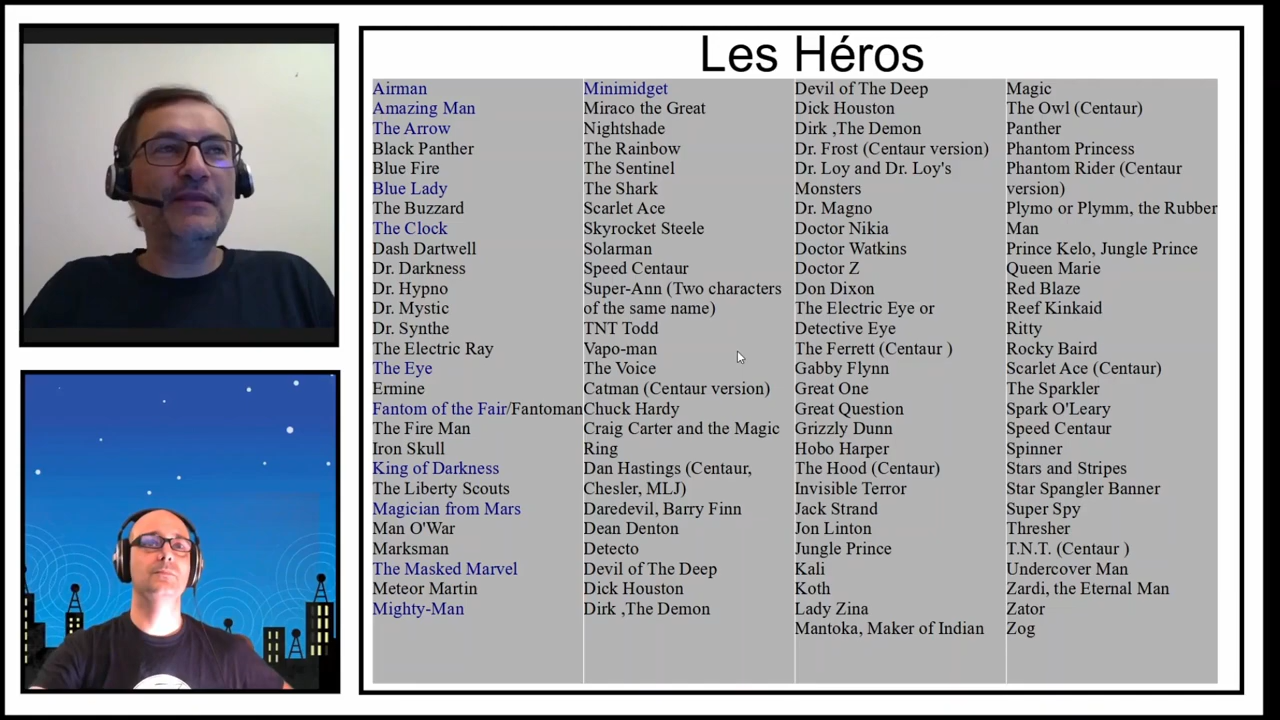 Les Héros
Airman
Amazing Man
The Arrow
Black Panther
Blue Fire
Blue Lady
The Buzzard
The Clock
Dash Dartwell
Dr. Darkness
Dr. Hypno
Dr. Mystic
Dr. Synthe
The Electric Ray
The Eye
Ermine
Fantom of the Fair/Fantoman
The Fire Man
Iron Skull
King of Darkness
The Liberty Scouts
Magician from Mars
Man O'War
Marksman
The Masked Marvel
Meteor Martin
Mighty-Man
Minimidget
Miraco the Great
Nightshade
The Rainbow
The Sentinel
The Shark
Scarlet Ace
Skyrocket Steele
Solarman
Speed Centaur
Super-Ann (Two characters
of the same name)
TNT Todd
Vapo-man
The Voice
Catman (Centaur version)
Chuck Hardy
Craig Carter and the Magic
Ring
Dan Hastings (Centaur,
Chesler, MLJ)
Daredevil, Barry Finn
Dean Denton
Detecto
Devil of The Deep
Dick Houston
Dirk ,The Demon
Devil of The Deep
Dick Houston
Dirk ,The Demon
Dr. Frost (Centaur version)
Dr. Loy and Dr. Loy's
Monsters
Dr. Magno
Doctor Nikia
Doctor Watkins
Doctor Z
Don Dixon
The Electric Eye or
Detective Eye
The Ferrett (Centaur )
Gabby Flynn
Great One
Great Question
Grizzly Dunn
Hobo Harper
The Hood (Centaur)
Invisible Terror
Jack Strand
Jon Linton
Jungle Prince
Kali
Koth
Lady Zina
Mantoka, Maker of Indian
Magic
The Owl (Centaur)
Panther
Phantom Princess
Phantom Rider (Centaur
version)
Plymo or Plymm, the Rubber
Man
Prince Kelo, Jungle Prince
Queen Marie
Red Blaze
Reef Kinkaid
Ritty
Rocky Baird
Scarlet Ace (Centaur)
The Sparkler
Spark O'Leary
Speed Centaur
Spinner
Stars and Stripes
Star Spangler Banner
Super Spy
Thresher
T.N.T. (Centaur )
Undercover Man
Zardi, the Eternal Man
Zator
Zog